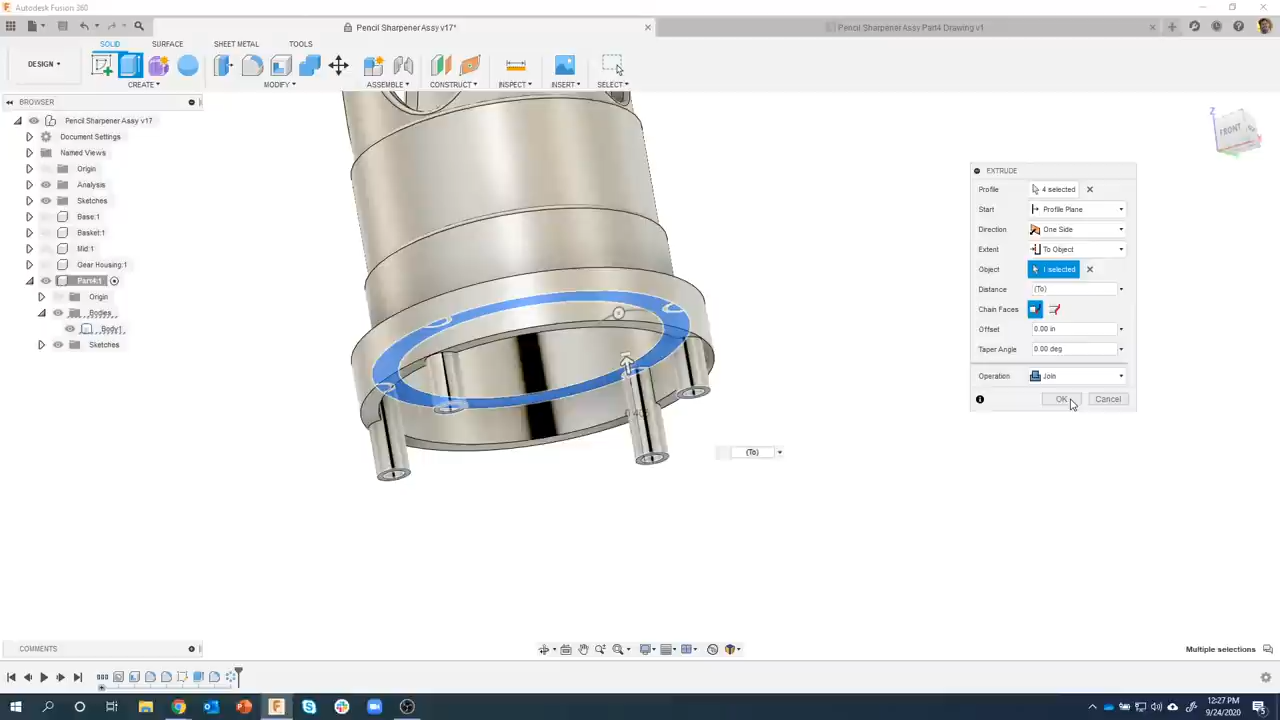 Autodesk Fusion 360
Pencil Sharpener Assy v17*
Pencil Sharpener Assy Part4 Drawing v1
SOLID
SURFACE
SHEET METAL
TOOLS
DESIGN
CREATE
MODIFY
ASSEMBLE
CONSTRUCT
INSPECT
INSERT
SELECT
BROWSER
Pencil Sharpener Assy v17
Document Settings
Named Views
Origin
Analysis
Sketches
Base:1
Basket:1
Mid:1
Gear Housing:1
Part4:1
Origin
Bodies
Body1
Sketches
Z
FRONT
EXTRUDE
Profile 4 selected
Start Profile Plane
Direction One Side
Extent To Object
Object 1 selected
Distance (To)
Chain Faces
Offset 0.00 in
Taper Angle 0.00 deg
Operation Join
OK Cancel
(To)
COMMENTS
Multiple selections
12:27 PM
9/24/2020